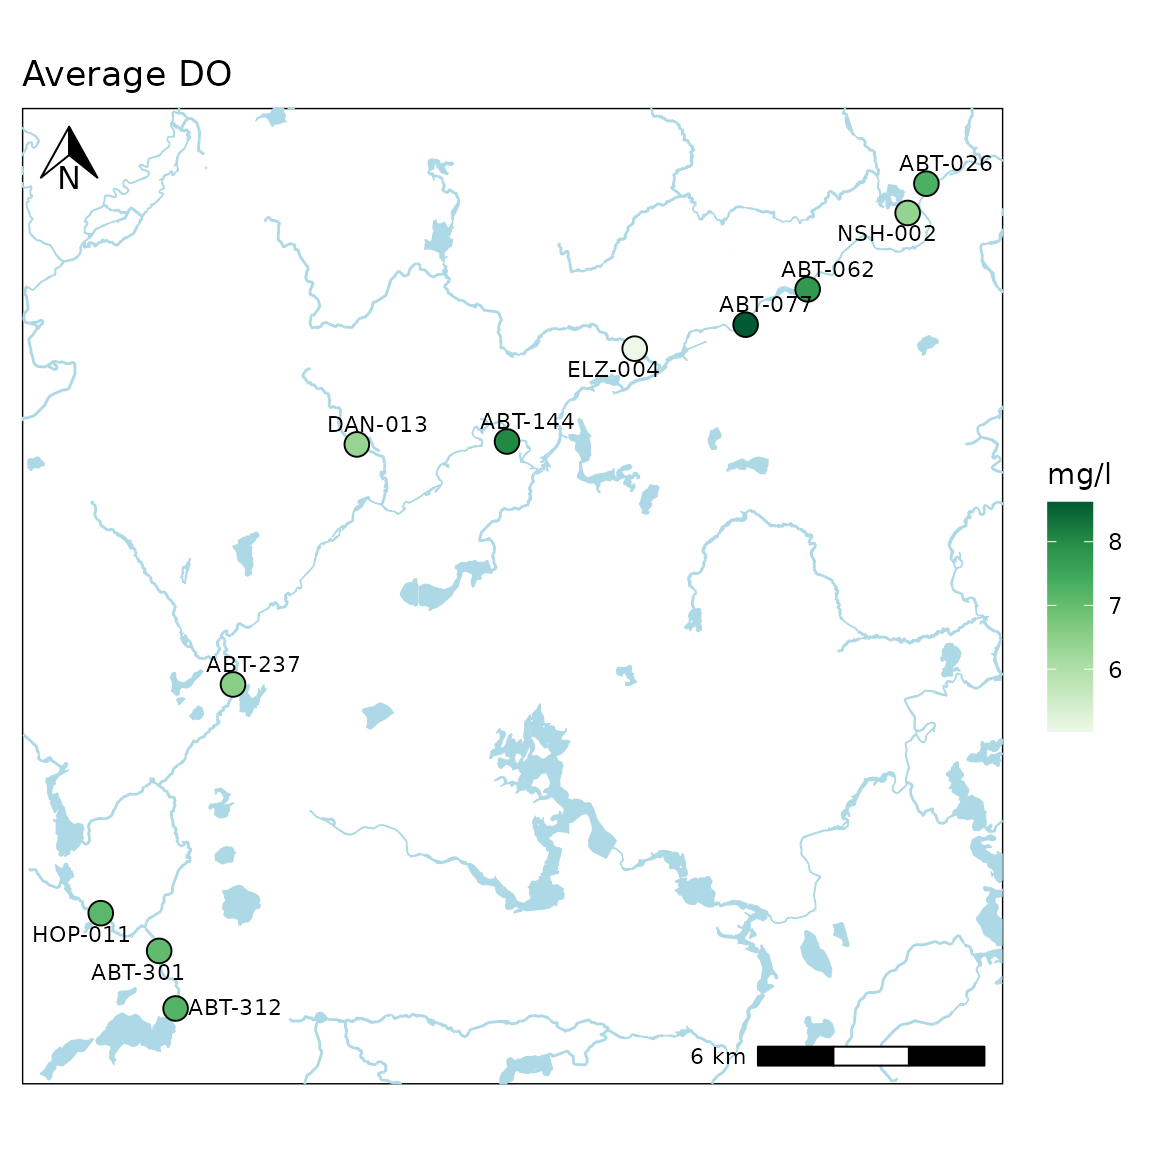 Average DO
N
ABT-026
NSH-002
ABT-062
ABT-077
ELZ-004
DAN-013
ABT-144
ABT-237
HOP-011
ABT-301
ABT-312
6 km
mg/l
8
7
6